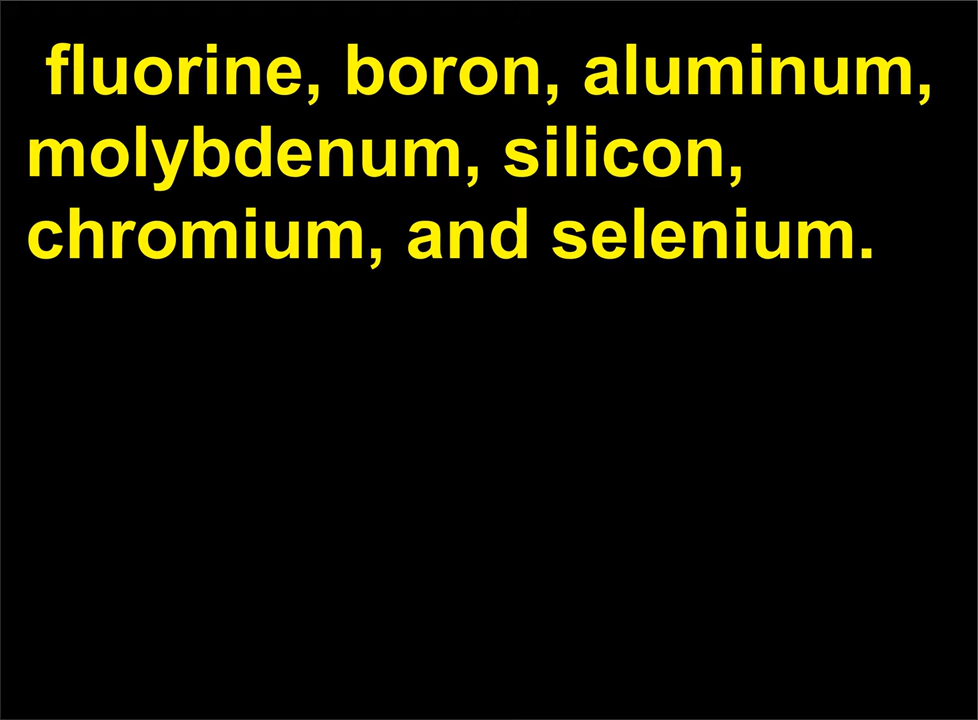 fluorine, boron, aluminum,
molybdenum, silicon,
chromium, and selenium.